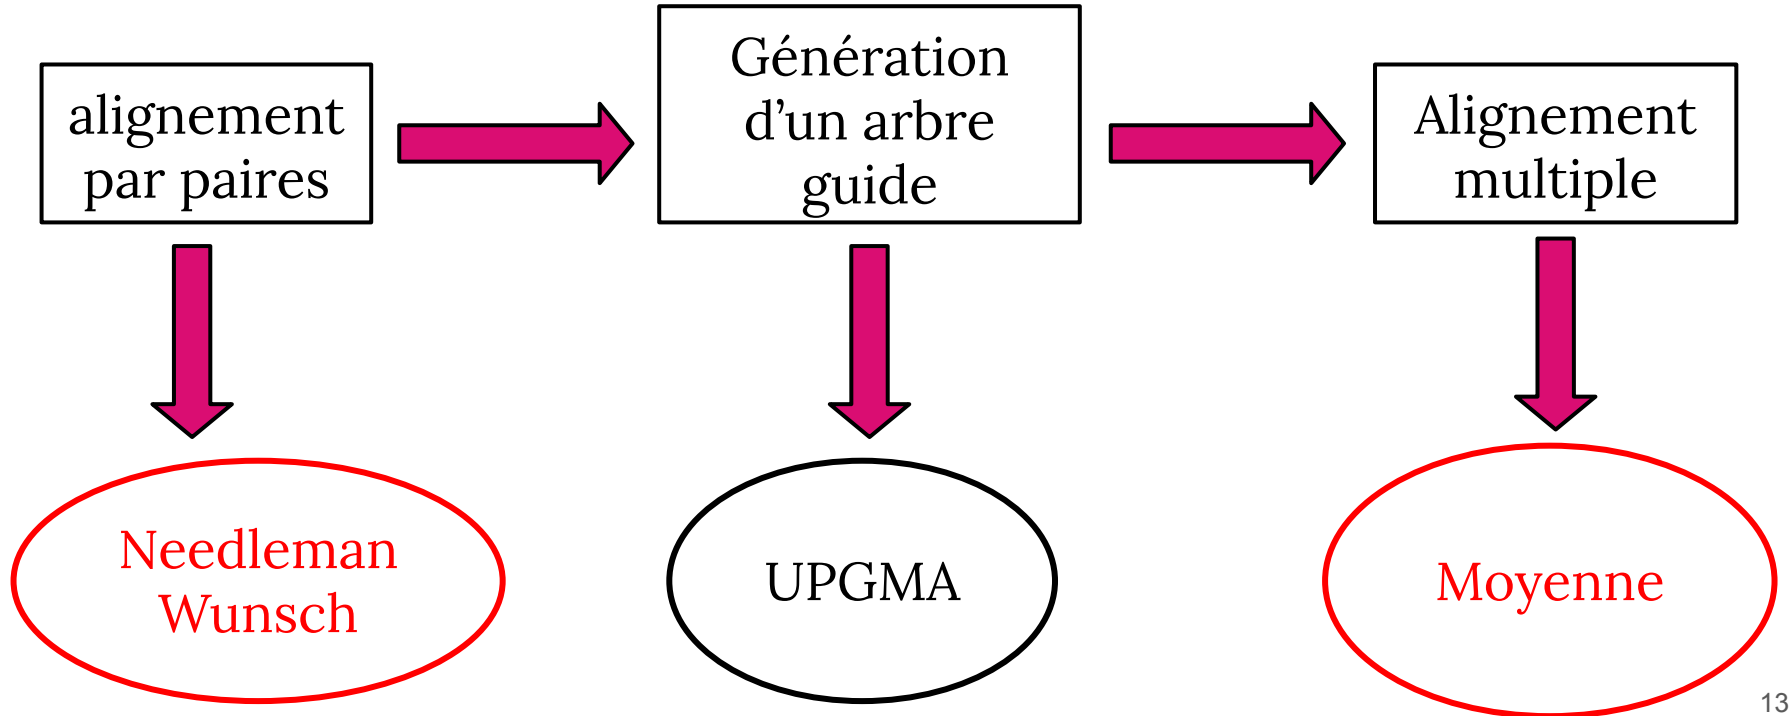 alignement
par paires
Génération
d’un arbre
guide
Alignement
multiple
Needleman
Wunsch
UPGMA
Moyenne
13